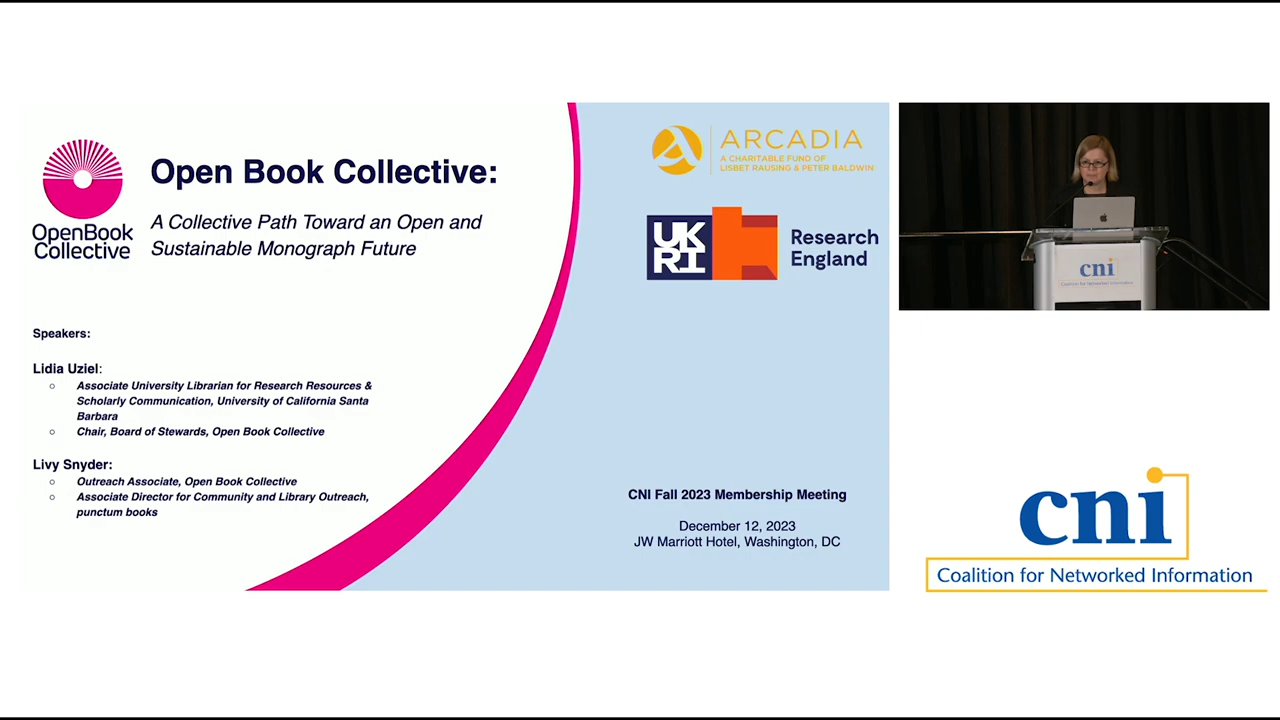 Open Book Collective:
A Collective Path Toward an Open and
Sustainable Monograph Future
OpenBook
Collective
Speakers:
Lidia Uziel:
Associate University Librarian for Research Resources &
Scholarly Communication, University of California Santa
Barbara
Chair, Board of Stewards, Open Book Collective
Livy Snyder:
Outreach Associate, Open Book Collective
Associate Director for Community and Library Outreach,
punctum books
ARCADIA
A CHARITABLE FUND OF
LISBET RAUSING & PETER BALDWIN
UK
RI
Research
England
CNI Fall 2023 Membership Meeting
December 12, 2023
JW Marriott Hotel, Washington, DC
cni
Coalition for Networked Information
cni
Coalition for Networked Information